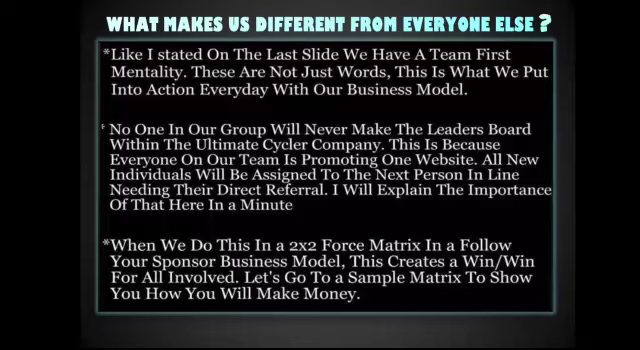 WHAT MAKES US DIFFERENT FROM EVERYONE ELSE ?
*Like I stated On The Last Slide We Have A Team First
Mentality. These Are Not Just Words, This Is What We Put
Into Action Everyday With Our Business Model.
* No One In Our Group Will Never Make The Leaders Board
Within The Ultimate Cycler Company. This Is Because
Everyone On Our Team Is Promoting One Website. All New
Individuals Will Be Assigned To The Next Person In Line
Needing Their Direct Referral. I Will Explain The Importance
Of That Here In a Minute
*When We Do This In a 2x2 Force Matrix In a Follow
Your Sponsor Business Model, This Creates a Win/Win
For All Involved. Let's Go To a Sample Matrix To Show
You How You Will Make Money.